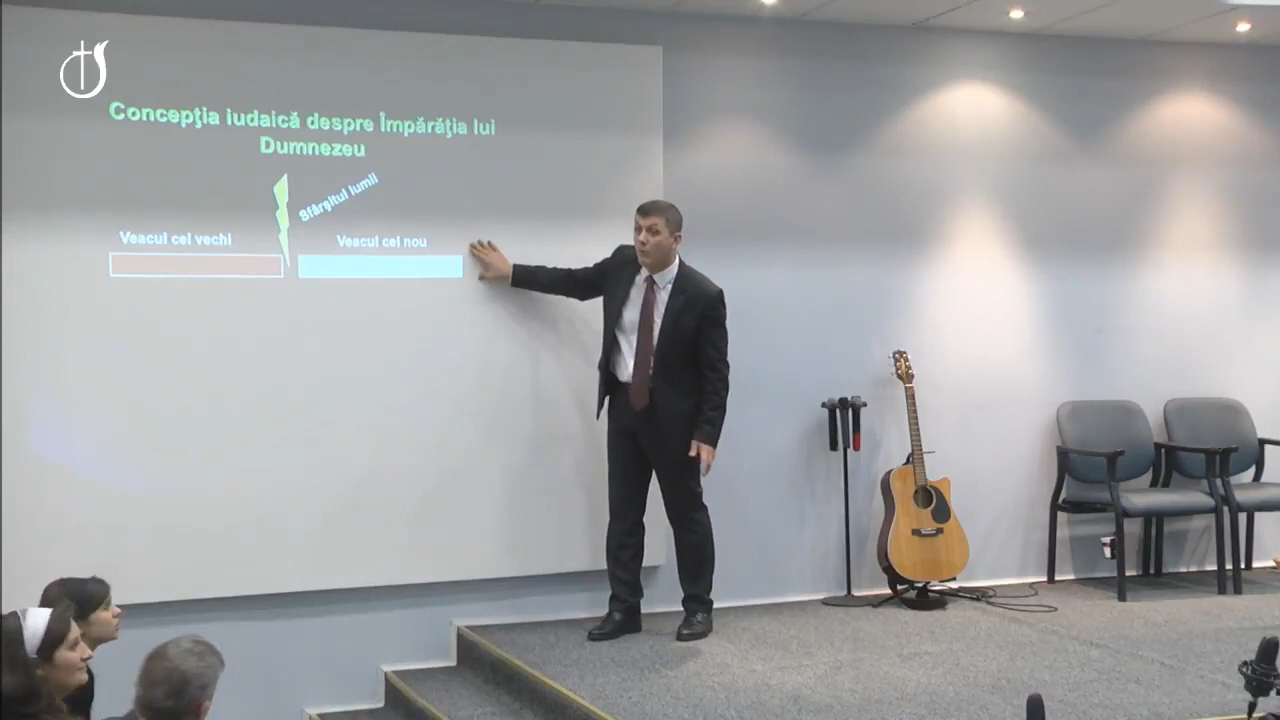 Concepţia iudaică despre Împărăţia lui
Dumnezeu
Sfârşitul lumii
Veacul cel vechi
Veacul cel nou